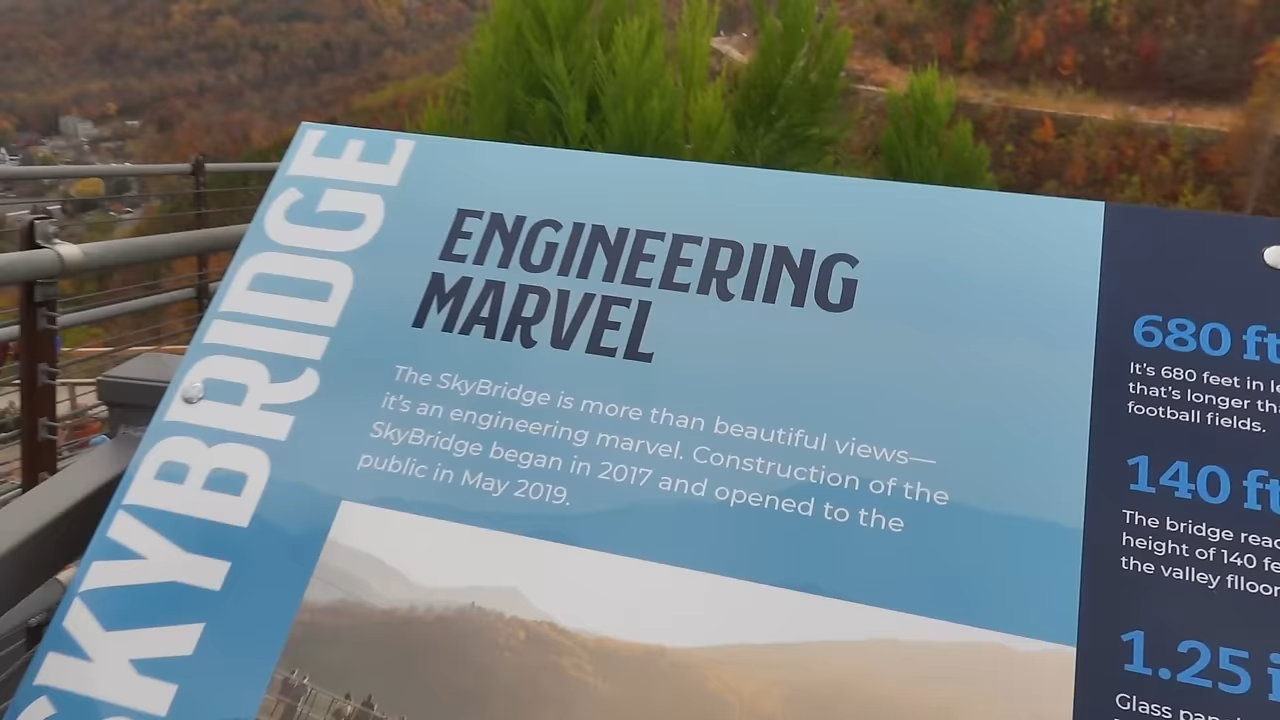 SKYBRIDGE
ENGINEERING
MARVEL
The SkyBridge is more than beautiful views—
it's an engineering marvel. Construction of the
SkyBridge began in 2017 and opened to the
public in May 2019.
680 ft
It's 680 feet in
that's longer
football fields.
140 ft
The bridge
height of 140
the valley flloor
1.25
Glass